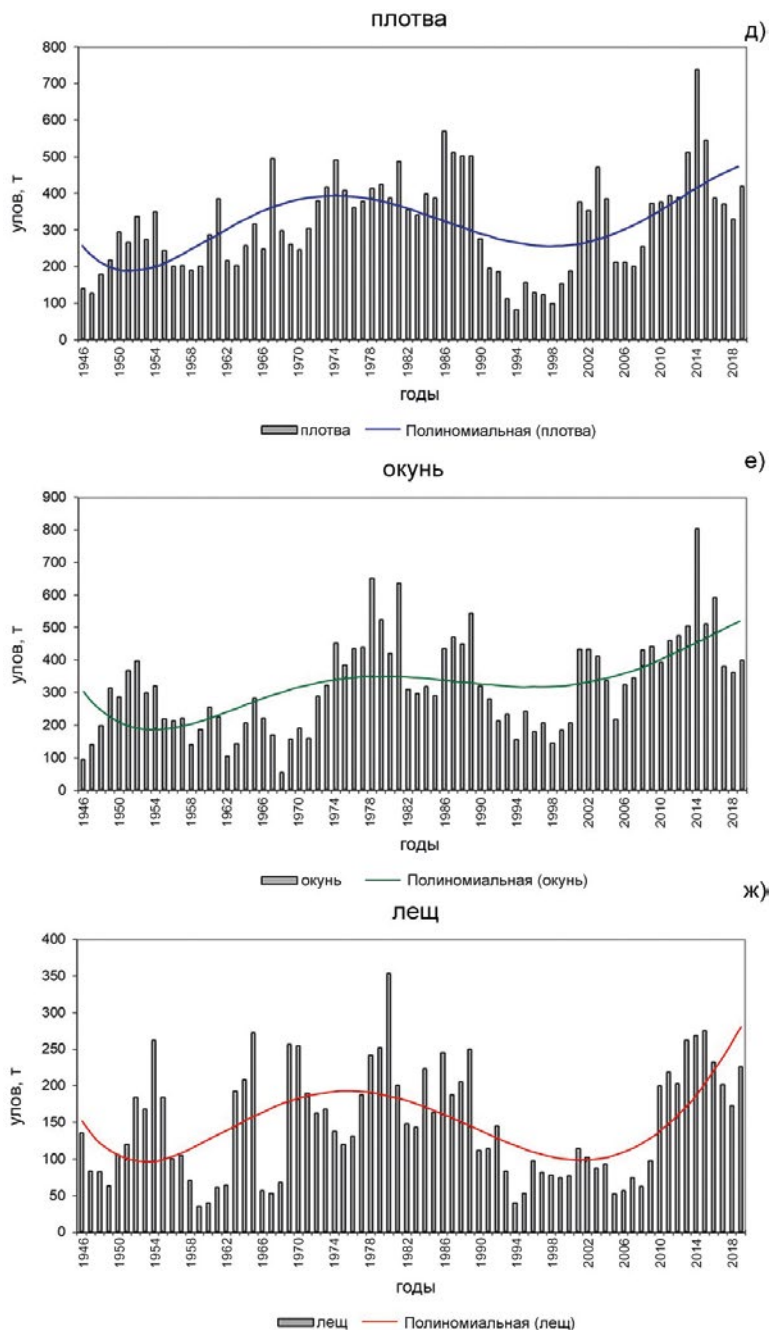 плотва
д)
800
700
600
500
400
300
200
100
0
улов, т
1946 1950 1954 1958 1962 1966 1970 1974 1978 1982 1986 1990 1994 1998 2002 2006 2010 2014 2018
годы
плотва Полиномиальная (плотва)
е)
окунь
900
800
700
600
500
400
300
200
100
0
улов, т
1946 1950 1954 1958 1962 1966 1970 1974 1978 1982 1986 1990 1994 1998 2002 2006 2010 2014 2018
годы
окунь Полиномиальная (окунь)
ж)
лещ
400
350
300
250
200
150
100
50
0
улов, т
1946 1950 1954 1958 1962 1966 1970 1974 1978 1982 1986 1990 1994 1998 2002 2006 2010 2014 2018
годы
лещ Полиномиальная (лещ)